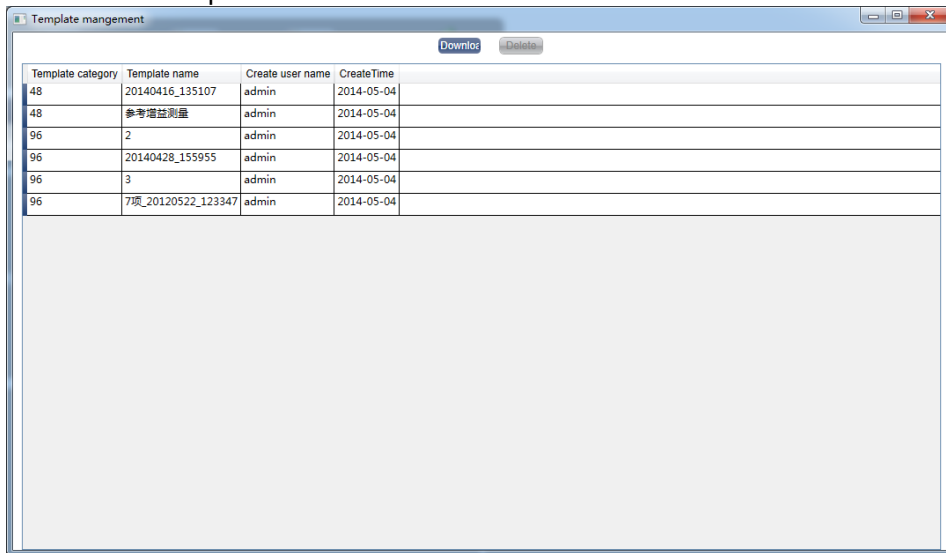 Template mangement
Downloa Delete
Template category Template name Create user name CreateTime
48 20140416_135107 admin 2014-05-04
48 参考增益测量 admin 2014-05-04
96 2 admin 2014-05-04
96 20140428_155955 admin 2014-05-04
96 3 admin 2014-05-04
96 7项_20120522_123347 admin 2014-05-04